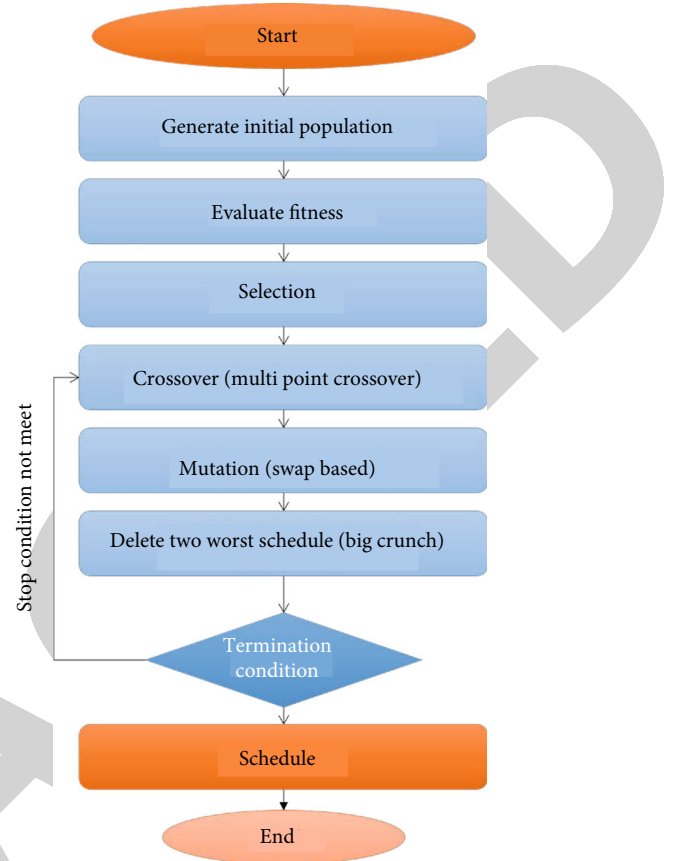 Start
Generate initial population
Evaluate fitness
Selection
Crossover (multi point crossover)
Mutation (swap based)
Delete two worst schedule (big crunch)
Stop condition not meet
Termination
condition
Schedule
End